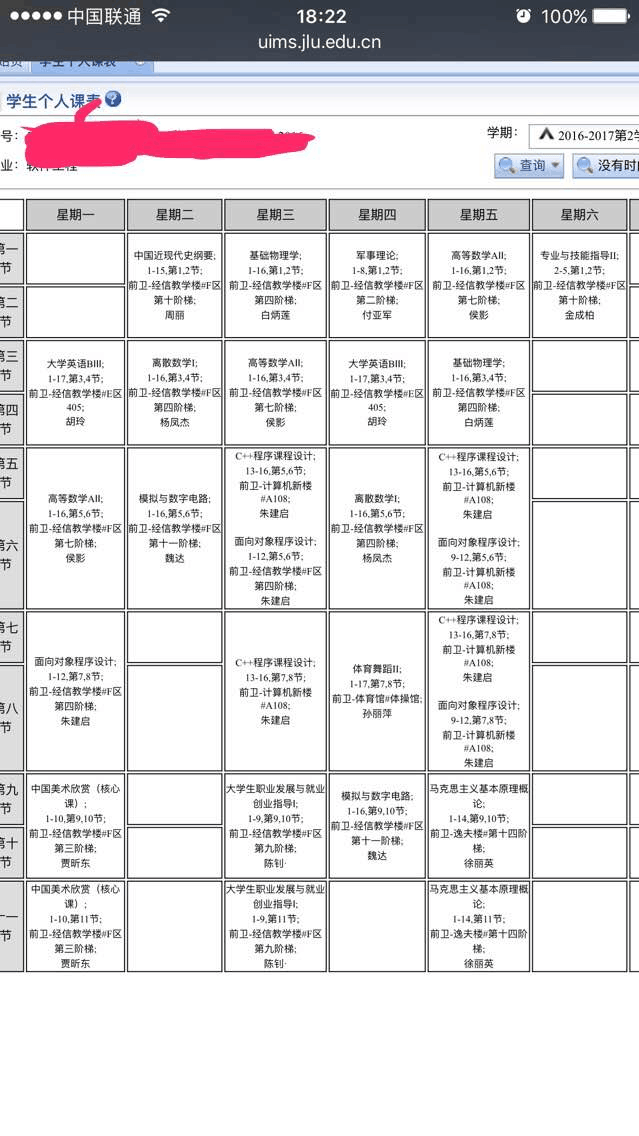 中国联通 18:22 100%
uims.jlu.edu.cn
学生个人课表
学生个人课表
号:
学期: 2016-2017第2学
业: 软件工程
查询 没有时
星期一 星期二 星期三 星期四 星期五 星期六
第一节
中国近现代史纲要;
1-15,第1,2节;
前卫-经信教学楼#F区
第十阶梯;
周丽
基础物理学;
1-16,第1,2节;
前卫-经信教学楼#F区
第四阶梯;
白炳莲
军事理论;
1-8,第1,2节;
前卫-经信教学楼#F区
第二阶梯;
付亚军
高等数学AⅡ;
1-16,第1,2节;
前卫-经信教学楼#F区
第七阶梯;
侯影
专业与技能指导II;
2-5,第1,2节;
前卫-经信教学楼#F区
第十阶梯;
金成柏
第二节
第三节
大学英语BⅢ;
1-17,第3,4节;
前卫-经信教学楼#E区
405;
胡玲
离散数学Ⅰ;
1-16,第3,4节;
前卫-经信教学楼#F区
第四阶梯;
杨凤杰
高等数学AⅡ;
1-16,第3,4节;
前卫-经信教学楼#F区
第七阶梯;
侯影
大学英语BⅢ;
1-17,第3,4节;
前卫-经信教学楼#E区
405;
胡玲
基础物理学;
1-16,第3,4节;
前卫-经信教学楼#F区
第四阶梯;
白炳莲
第四节
第五节
高等数学AⅡ;
1-16,第5,6节;
前卫-经信教学楼#F区
第七阶梯;
侯影
模拟与数字电路;
1-16,第5,6节;
前卫-经信教学楼#F区
第十一阶梯;
魏达
C++程序课程设计;
13-16,第5,6节;
前卫-计算机新楼
#A108;
朱建启
面向对象程序设计;
1-12,第5,6节;
前卫-经信教学楼#F区
第四阶梯;
朱建启
离散数学Ⅰ;
1-16,第5,6节;
前卫-经信教学楼#F区
第四阶梯;
杨凤杰
C++程序课程设计;
13-16,第5,6节;
前卫-计算机新楼
#A108;
朱建启
面向对象程序设计;
9-12,第5,6节;
前卫-计算机新楼
#A108;
朱建启
第六节
第七节
面向对象程序设计;
1-12,第7,8节;
前卫-经信教学楼#F区
第四阶梯;
朱建启
C++程序课程设计;
13-16,第7,8节;
前卫-计算机新楼
#A108;
朱建启
体育舞蹈II;
1-17,第7,8节;
前卫-体育馆#体操馆;
孙丽萍
C++程序课程设计;
13-16,第7,8节;
前卫-计算机新楼
#A108;
朱建启
面向对象程序设计;
9-12,第7,8节;
前卫-计算机新楼
#A108;
朱建启
第八节
第九节
中国美术欣赏（核心
课）;
1-10,第9,10节;
前卫-经信教学楼#F区
第三阶梯;
贾昕东
大学生职业发展与就业
创业指导Ⅰ;
1-9,第9,10节;
前卫-经信教学楼#F区
第九阶梯;
陈钊·
模拟与数字电路;
1-16,第9,10节;
前卫-经信教学楼#F区
第十一阶梯;
魏达
马克思主义基本原理概
论;
1-14,第9,10节;
前卫-逸夫楼#第十四阶
梯;
徐丽英
第十节
十一节
中国美术欣赏（核心
课）;
1-10,第11节;
前卫-经信教学楼#F区
第三阶梯;
贾昕东
大学生职业发展与就业
创业指导Ⅰ;
1-9,第11节;
前卫-经信教学楼#F区
第九阶梯;
陈钊·
马克思主义基本原理概
论;
1-14,第11节;
前卫-逸夫楼#第十四阶
梯;
徐丽英